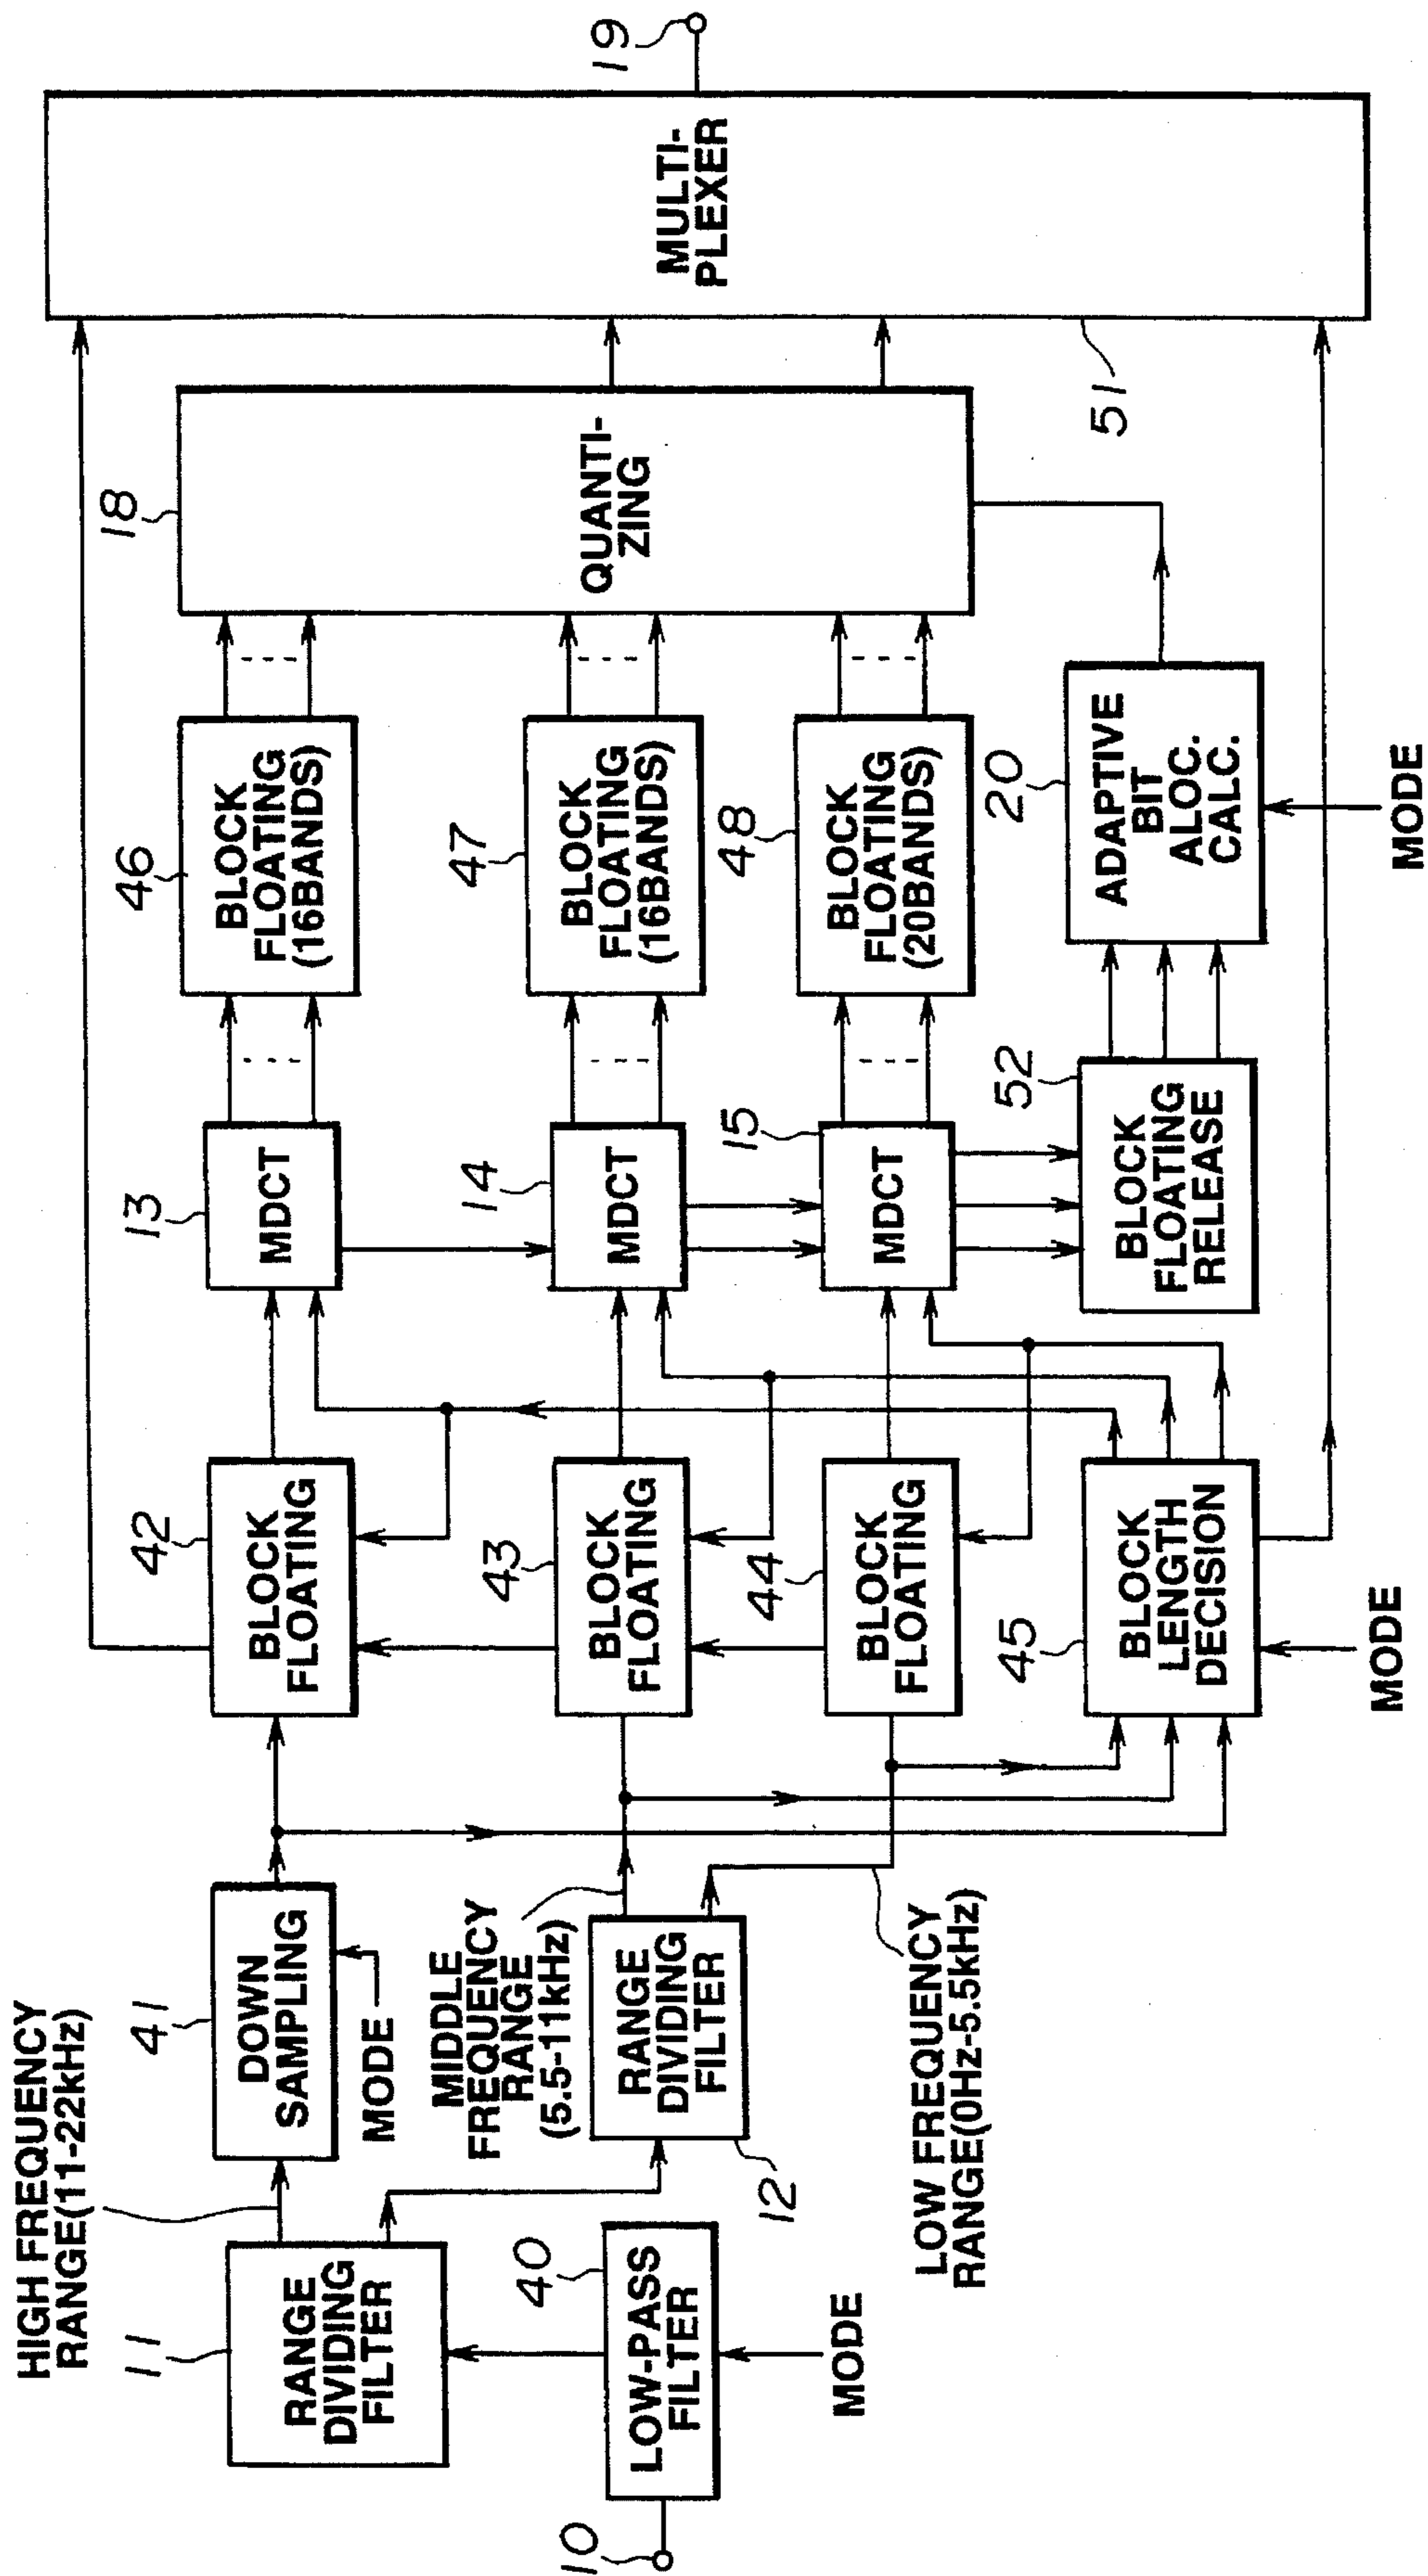 HIGH FREQUENCY
RANGE(11-22kHz)
11
RANGE
DIVIDING
FILTER
10
40
LOW-PASS
FILTER
MODE
41
DOWN
SAMPLING
MODE
MIDDLE
FREQUENCY
RANGE
(5.5-11kHz)
RANGE
DIVIDING
FILTER
12
LOW FREQUENCY
RANGE(0Hz-5.5kHz)
42
BLOCK
FLOATING
43
BLOCK
FLOATING
44
BLOCK
FLOATING
45
BLOCK
LENGTH
DECISION
MODE
13
MDCT
14
MDCT
15
MDCT
52
BLOCK
FLOATING
RELEASE
46
BLOCK
FLOATING
(16BANDS)
47
BLOCK
FLOATING
(16BANDS)
48
BLOCK
FLOATING
(20BANDS)
20
ADAPTIVE
BIT
ALOC.
CALC.
MODE
18
QUANTI-
ZING
51
MULTI-
PLEXER
19